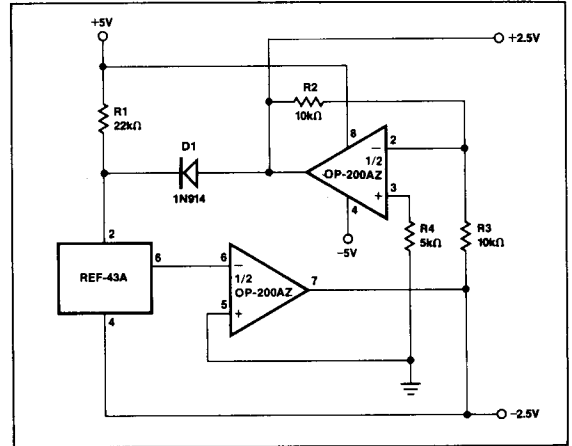 +5V
+2.5V
R1
22kΩ
R2
10kΩ
D1
1N914
8
2
−
1/2
OP-200AZ
+
3
4
−5V
R4
5kΩ
R3
10kΩ
2
REF-43A
6
4
6
−
1/2
OP-200AZ
5
+
7
−2.5V